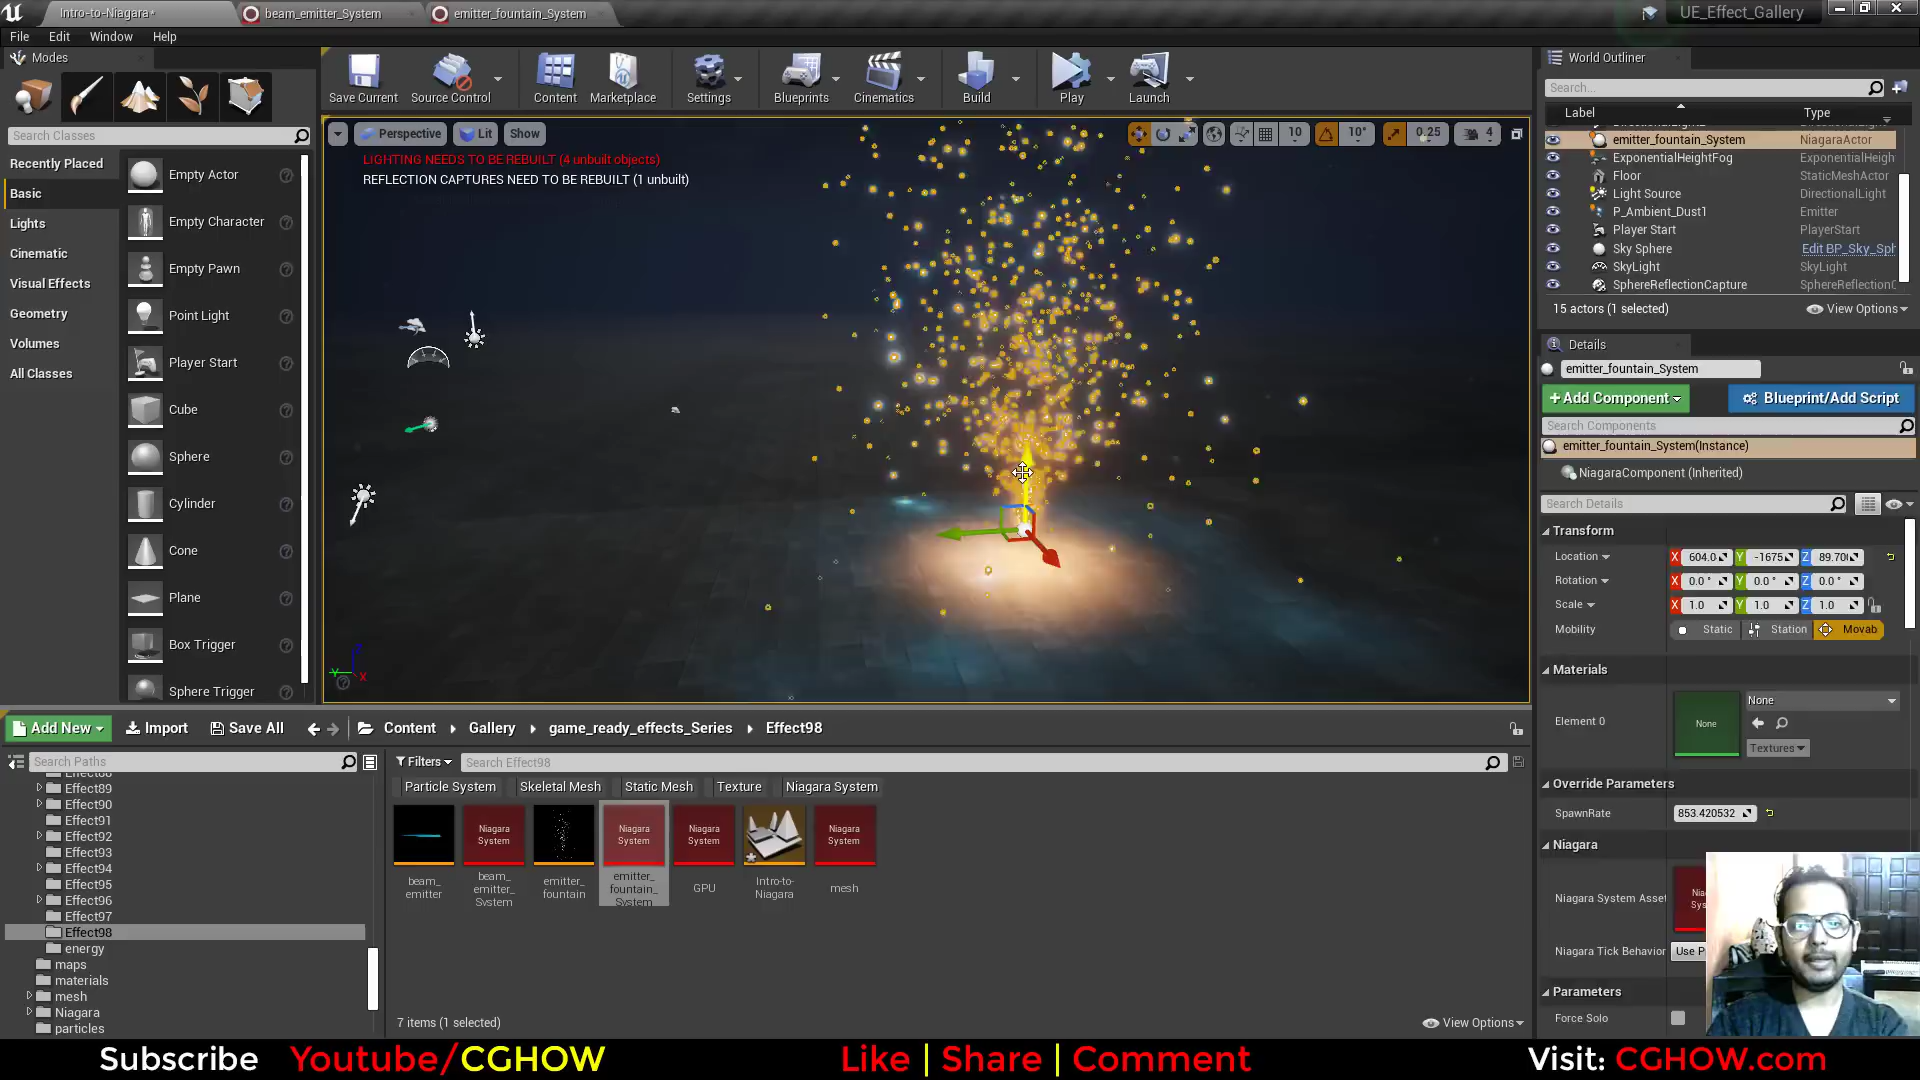 Intro-to-Niagara*
beam_emitter_System
emitter_fountain_System
UE_Effect_Gallery
File Edit Window Help
Modes
Search Classes
Recently Placed
Basic
Lights
Cinematic
Visual Effects
Geometry
Volumes
All Classes
Empty Actor
Empty Character
Empty Pawn
Point Light
Player Start
Cube
Sphere
Cylinder
Cone
Plane
Box Trigger
Sphere Trigger
Save Current
Source Control
Content
Marketplace
Settings
Blueprints
Cinematics
Build
Play
Launch
Perspective Lit Show
10 10° 0.25 4
LIGHTING NEEDS TO BE REBUILT (4 unbuilt objects)
REFLECTION CAPTURES NEED TO BE REBUILT (1 unbuilt)
Z
Y X
World Outliner
Search...
Label Type
emitter_fountain_System NiagaraActor
ExponentialHeightFog ExponentialHeigh
Floor StaticMeshActor
Light Source DirectionalLight
P_Ambient_Dust1 Emitter
Player Start PlayerStart
Sky Sphere Edit BP_Sky_Sph
SkyLight SkyLight
SphereReflectionCapture SphereReflectionC
15 actors (1 selected) View Options
Details
emitter_fountain_System
+Add Component Blueprint/Add Script
Search Components
emitter_fountain_System(Instance)
NiagaraComponent (Inherited)
Search Details
Transform
Location X 604.0 Y -1675 Z 89.70
Rotation X 0.0 ° Y 0.0 ° Z 0.0 °
Scale X 1.0 Y 1.0 Z 1.0
Mobility Static Station Movab
Materials
Element 0 None None
Textures
Override Parameters
SpawnRate 853.420532
Niagara
Niagara System Asset
Niagara Tick Behavior Use P
Parameters
Force Solo
Add New Import Save All Content Gallery game_ready_effects_Series Effect98
Search Paths
Filters Search Effect98
Particle System Skeletal Mesh Static Mesh Texture Niagara System
Effect89
Effect90
Effect91
Effect92
Effect93
Effect94
Effect95
Effect96
Effect97
Effect98
energy
maps
materials
mesh
Niagara
particles
Niagara System
Niagara System
Niagara System
Niagara System
beam_emitter
beam_emitter_System
emitter_fountain
emitter_fountain_System
GPU
Intro-to-Niagara
mesh
7 items (1 selected) View Options
Subscribe Youtube/CGHOW Like | Share | Comment Visit: CGHOW.com